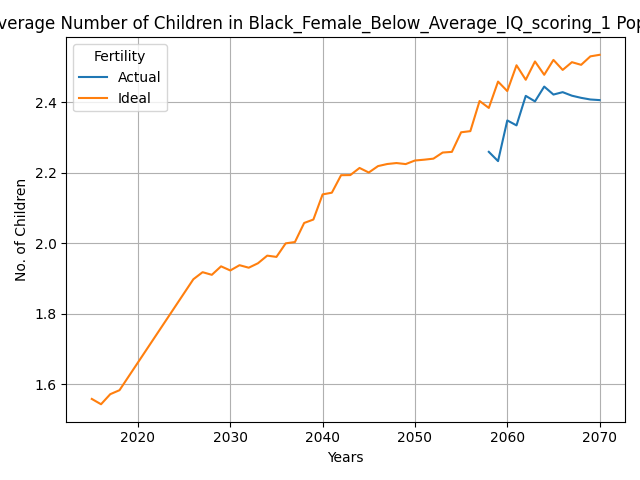 verage Number of Children in Black_Female_Below_Average_IQ_scoring_1 Pop
Fertility
Actual
Ideal
No. of Children
2.4
2.2
2.0
1.8
1.6
2020 2030 2040 2050 2060 2070
Years